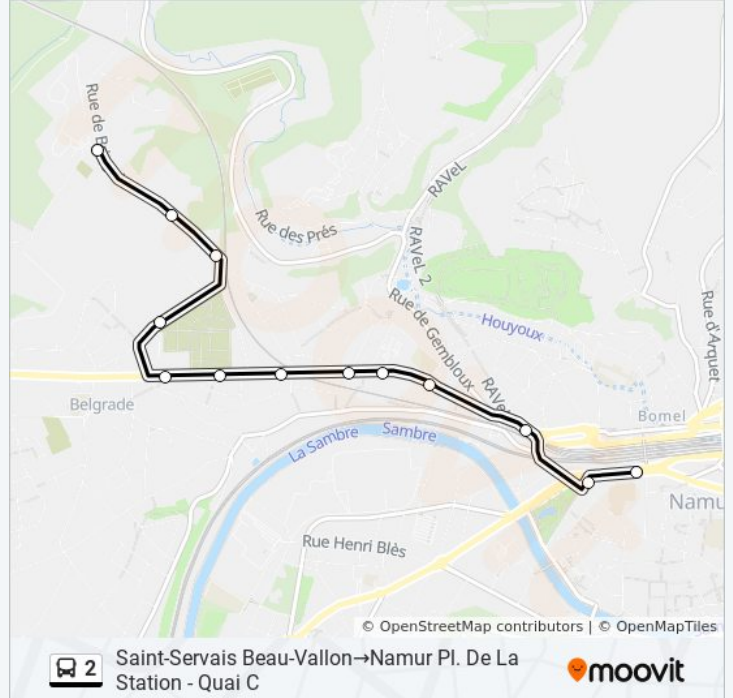 Rue de B
Rue des Prés
RAVeL
RAVeL 2
Rue de Gembloux
Houyoux
Rue d'Arquet
RAVeL
Belgrade
Bomel
La Sambre
Sambre
Namu
Rue Henri Blès
© OpenStreetMap contributors | © OpenMapTiles
2
Saint-Servais Beau-Vallon→Namur Pl. De La
Station - Quai C
moovit